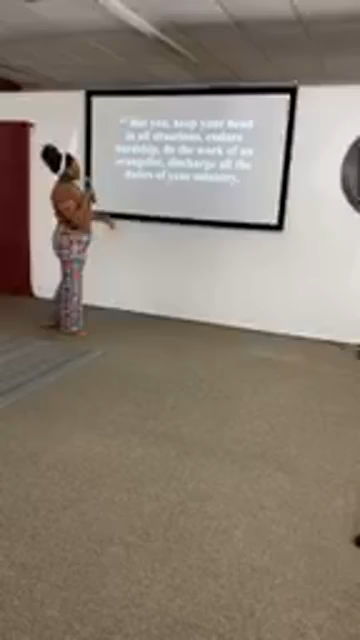 " But you, keep your head
in all situations, endure
hardship, do the work of an
evangelist, discharge all the
duties of your ministry.